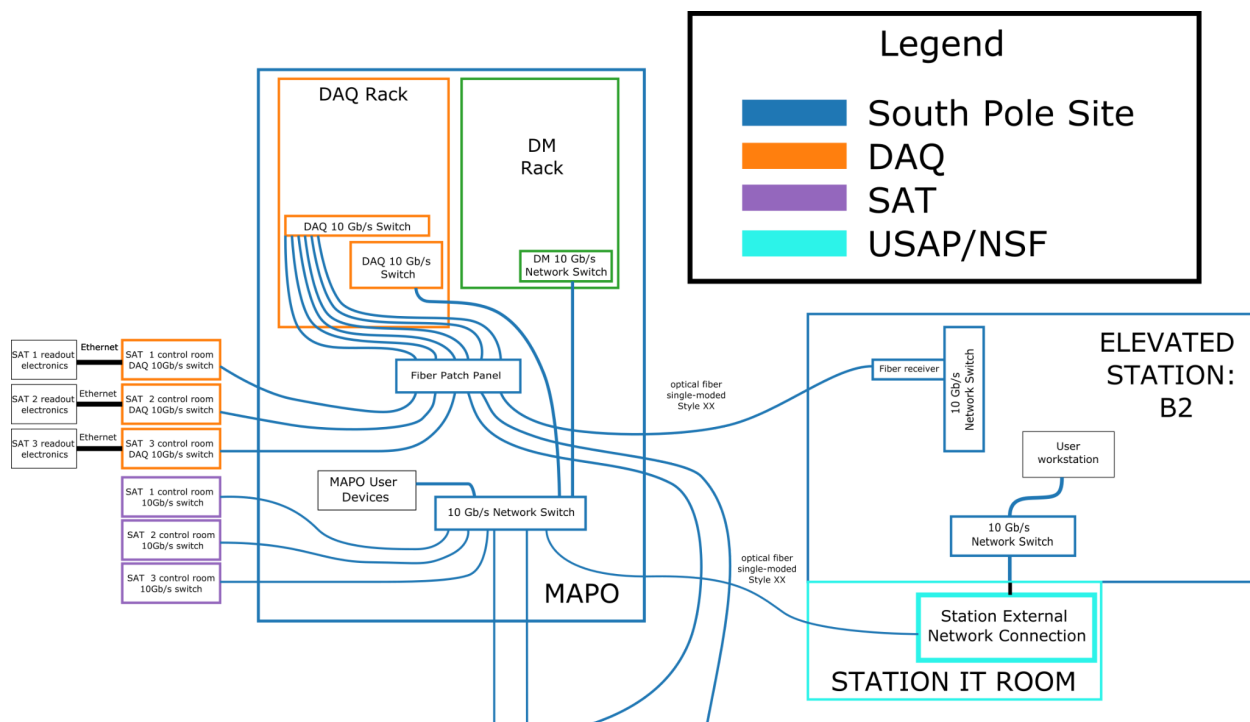 Legend
South Pole Site
DAQ
SAT
USAP/NSF
DAQ Rack
DM
Rack
DAQ 10 Gb/s Switch
DAQ 10 Gb/s
Switch
DM 10 Gb/s
Network Switch
SAT 1 readout
electronics
Ethernet
SAT 1 control room
DAQ 10Gb/s switch
SAT 2 readout
electronics
Ethernet
SAT 2 control room
DAQ 10Gb/s switch
SAT 3 readout
electronics
Ethernet
SAT 3 control room
DAQ 10Gb/s switch
SAT 1 control room
10Gb/s switch
SAT 2 control room
10Gb/s switch
SAT 3 control room
10Gb/s switch
Fiber Patch Panel
MAPO User
Devices
10 Gb/s Network Switch
MAPO
optical fiber
single-moded
Style XX
optical fiber
single-moded
Style XX
Fiber receiver
10 Gb/s
Network Switch
ELEVATED
STATION:
B2
User
workstation
10 Gb/s
Network Switch
Station External
Network Connection
STATION IT ROOM